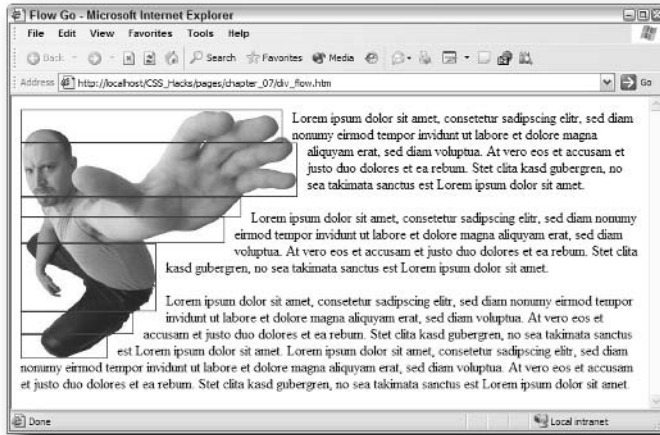 Flow Go - Microsoft Internet Explorer
File Edit View Favorites Tools Help
Back Search Favorites Media
Address http://localhost/CSS_Hacks/pages/chapter_07/div_flow.htm Go
Lorem ipsum dolor sit amet, consetetur sadipscing elitr, sed diam
nonumy eirmod tempor invidunt ut labore et dolore magna
aliquyam erat, sed diam voluptua. At vero eos et accusam et
justo duo dolores et ea rebum. Stet clita kasd gubergren, no
sea takimata sanctus est Lorem ipsum dolor sit amet.
Lorem ipsum dolor sit amet, consetetur sadipscing elitr, sed diam nonumy
eirmod tempor invidunt ut labore et dolore magna aliquyam erat, sed diam
voluptua. At vero eos et accusam et justo duo dolores et ea rebum. Stet clita
kasd gubergren, no sea takimata sanctus est Lorem ipsum dolor sit amet.
Lorem ipsum dolor sit amet, consetetur sadipscing elitr, sed diam nonumy eirmod
tempor invidunt ut labore et dolore magna aliquyam erat, sed diam voluptua. At vero eos et
accusam et justo duo dolores et ea rebum. Stet clita kasd gubergren, no sea takimata sanctus
est Lorem ipsum dolor sit amet. Lorem ipsum dolor sit amet, consetetur sadipscing elitr, sed diam
nonumy eirmod tempor invidunt ut labore et dolore magna aliquyam erat, sed diam voluptua. At vero eos et accusam
et justo duo dolores et ea rebum. Stet clita kasd gubergren, no sea takimata sanctus est Lorem ipsum dolor sit amet.
Done Local intranet